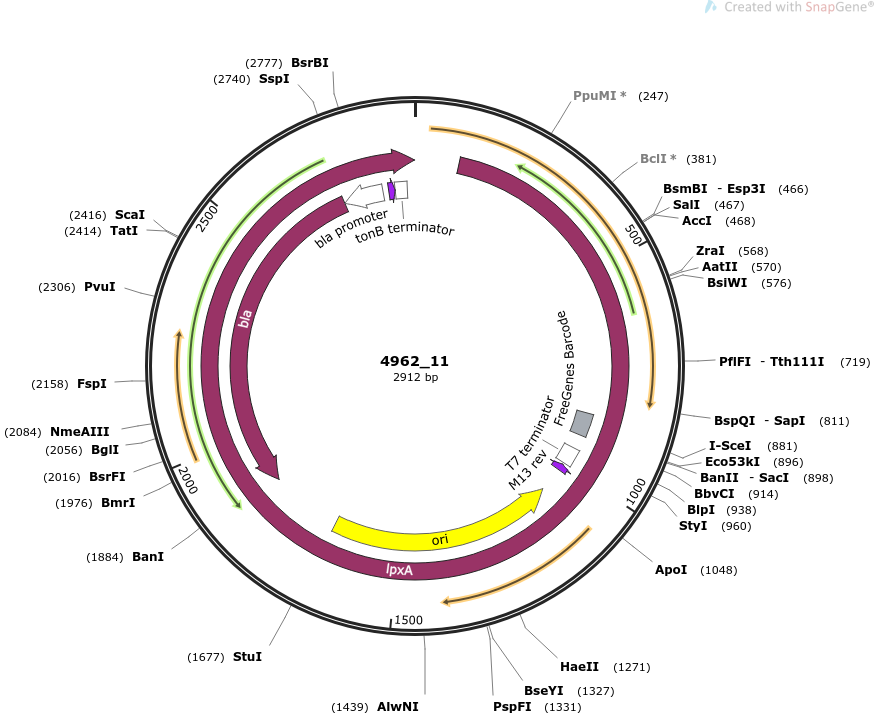 Created with SnapGene®
(2777) BsrBI
(2740) SspI
PpuMI * (247)
BclI * (381)
BsmBI - Esp3I (466)
SalI (467)
AccI (468)
ZraI (568)
AatII (570)
BsiWI (576)
PflFI - Tth111I (719)
BspQI - SapI (811)
I-SceI (881)
Eco53kI (896)
BanII - SacI (898)
BbvCI (914)
BlpI (938)
StyI (960)
ApoI (1048)
HaeII (1271)
BseYI (1327)
PspFI (1331)
(1439) AlwNI
(1677) StuI
(1884) BanI
(1976) BmrI
(2016) BsrFI
(2056) BglI
(2084) NmeAIII
(2158) FspI
(2306) PvuI
(2414) TatI
(2416) ScaI
500
1000
1500
2000
2500
bla promoter
tonB terminator
bla
FreeGenes Barcode
T7 terminator
M13 rev
ori
lpxA
4962_11
2912 bp